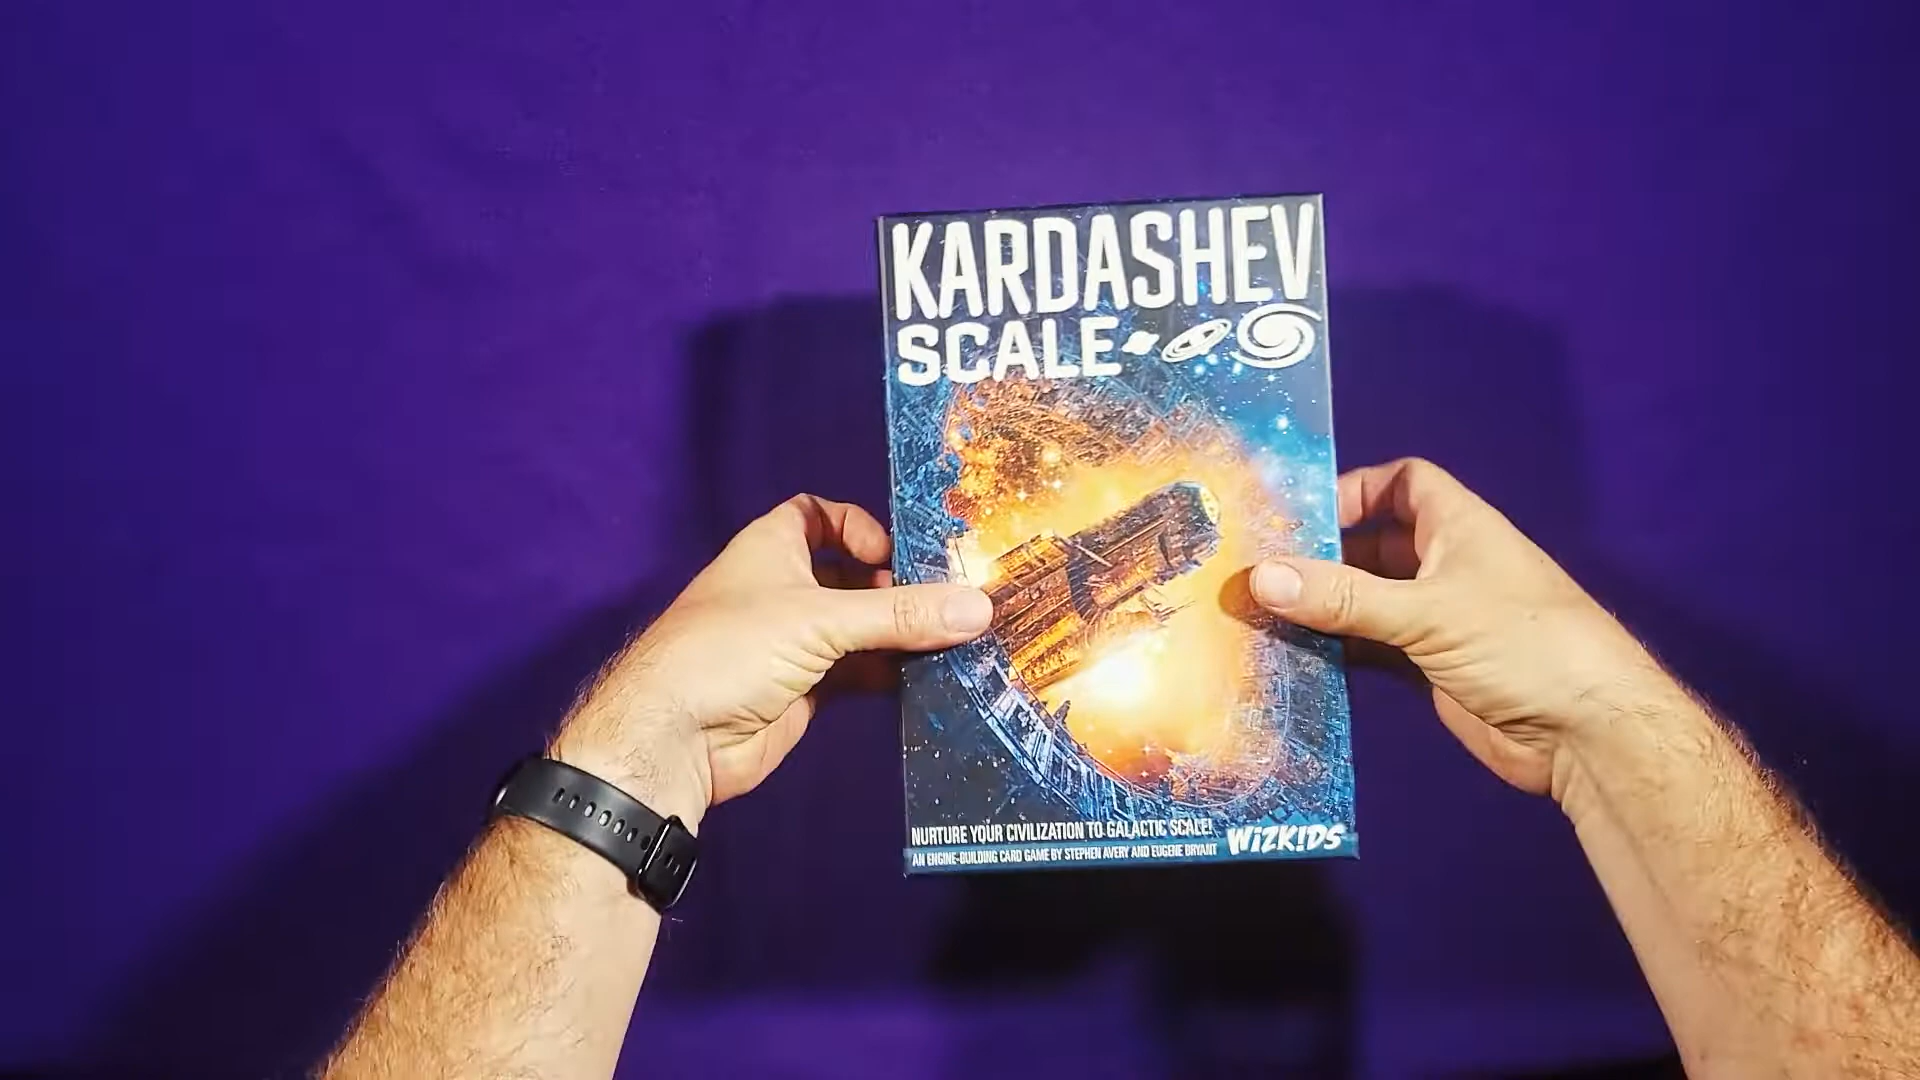 KARDASHEV
SCALE
NURTURE YOUR CIVILIZATION TO GALACTIC SCALE!
AN ENGINE-BUILDING CARD GAME BY STEPHEN AVERY AND EUGENE BRYANT
WIZKIDS